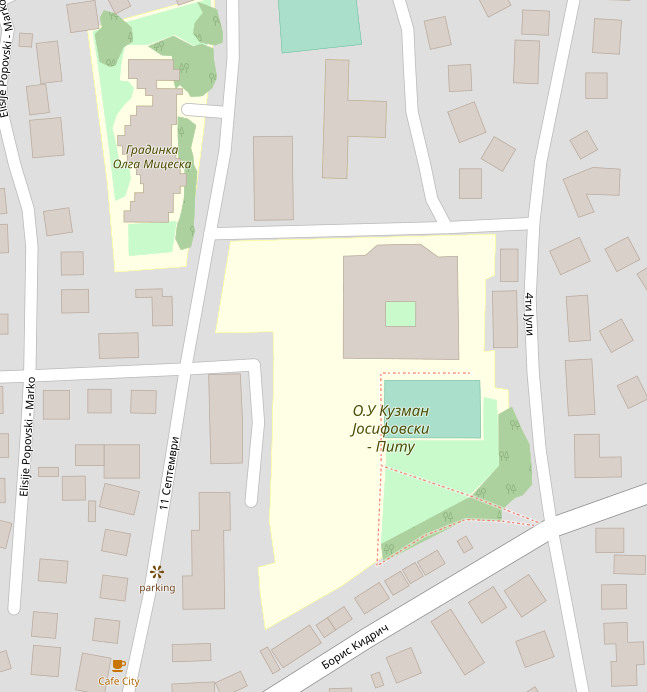 Elisije Popovski - Marko
Градинка
Олга Мицеска
4ти Јули
Elisije Popovski - Marko
О.У Кузман
Јосифовски
- Питу
11 Септември
parking
Борис Кидрич
Cafe City